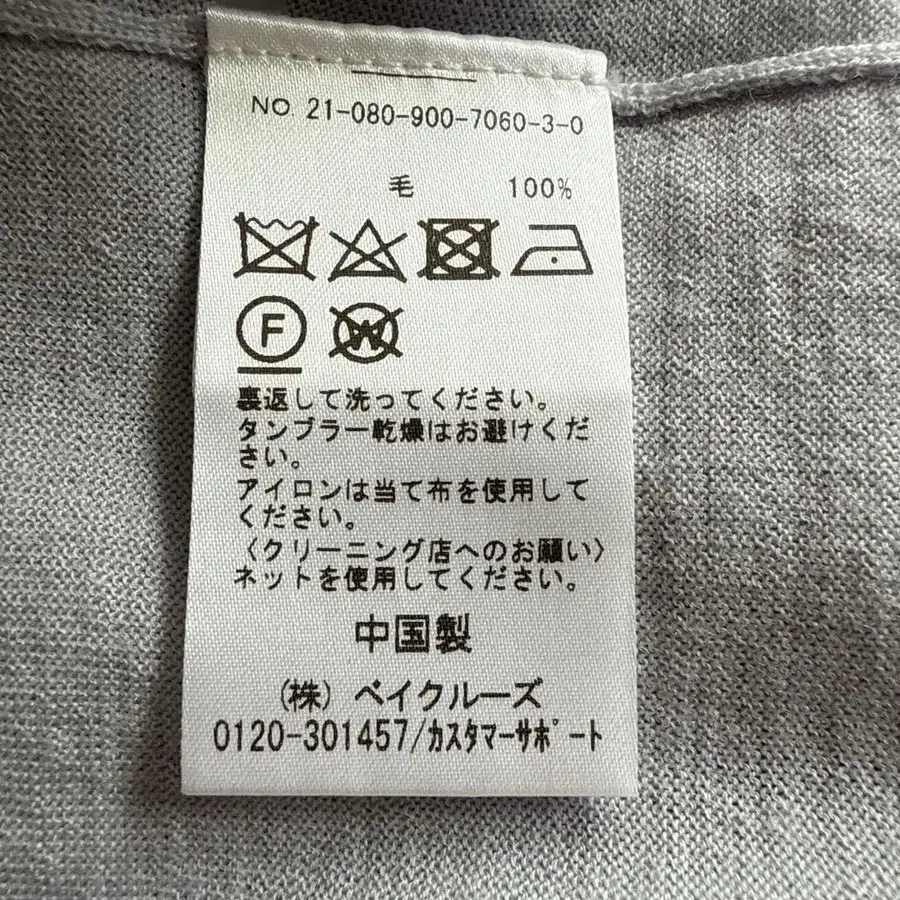 NO 21-080-900-7060-3-0
毛 100%
F W
裏返して洗ってください。
タンブラー乾燥はお避けくだ
さい。
アイロンは当て布を使用して
ください。
〈クリーニング店へのお願い〉
ネットを使用してください。
中国製
(株) ベイクルーズ
0120-301457/カスタマーサポート